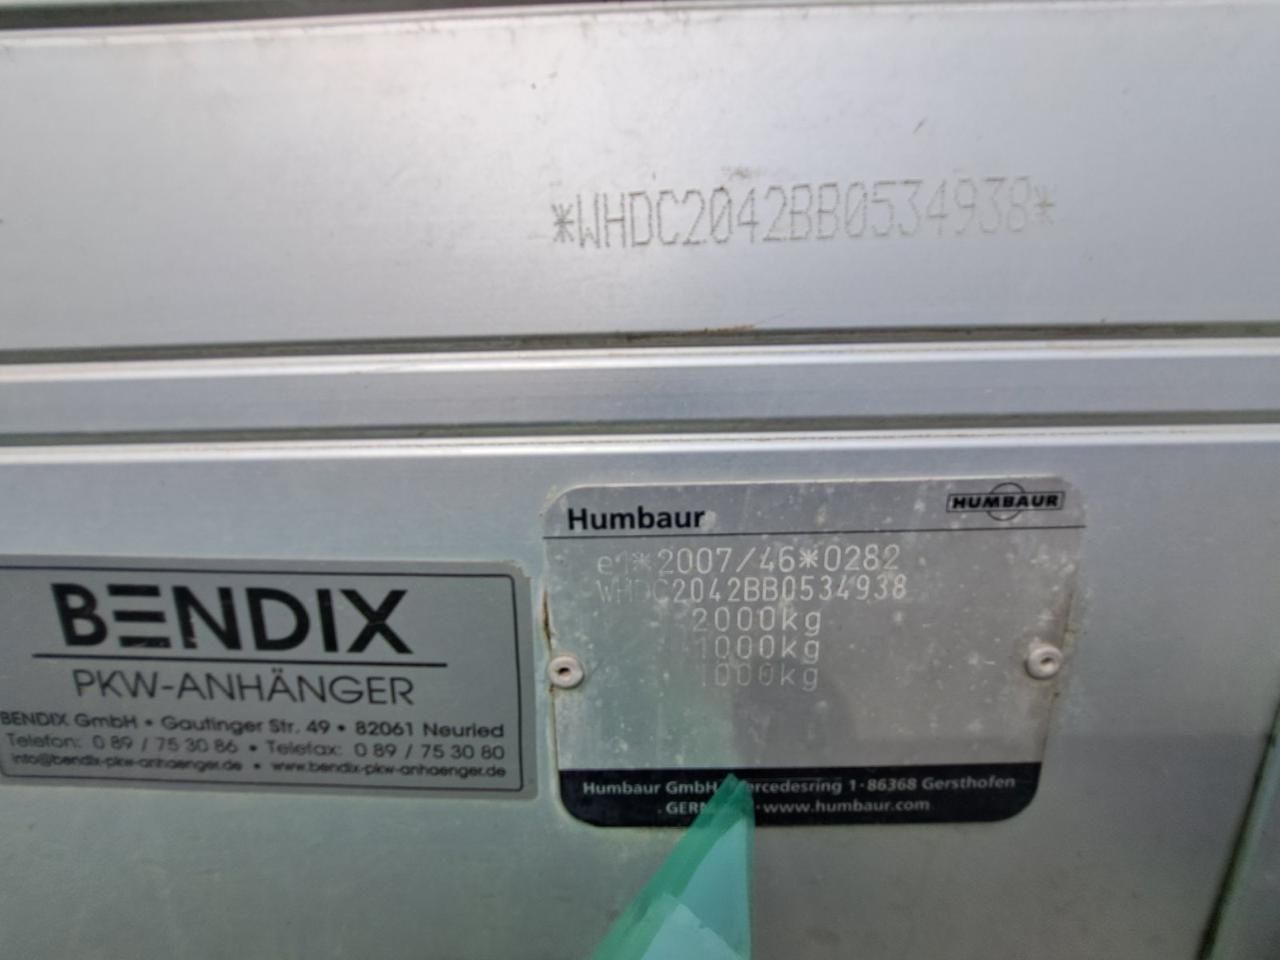 *WHDC2042BB0534938*
Humbaur
HUMBAUR
e1*2007/46*0282
WHDC2042BB0534938
2000kg
1000kg
1000kg
Humbaur GmbH Mercedesring 1·86368 Gersthofen
·www.humbaur.com
BENDIX
PKW-ANHÄNGER
BENDIX GmbH • Gautinger Str. 49 • 82061 Neuried
Telefon: 0 89 / 75 30 86 • Telefax: 0 89 / 75 30 80
info@bendix-pkw-anhaenger.de • www.bendix-pkw-anhaenger.de